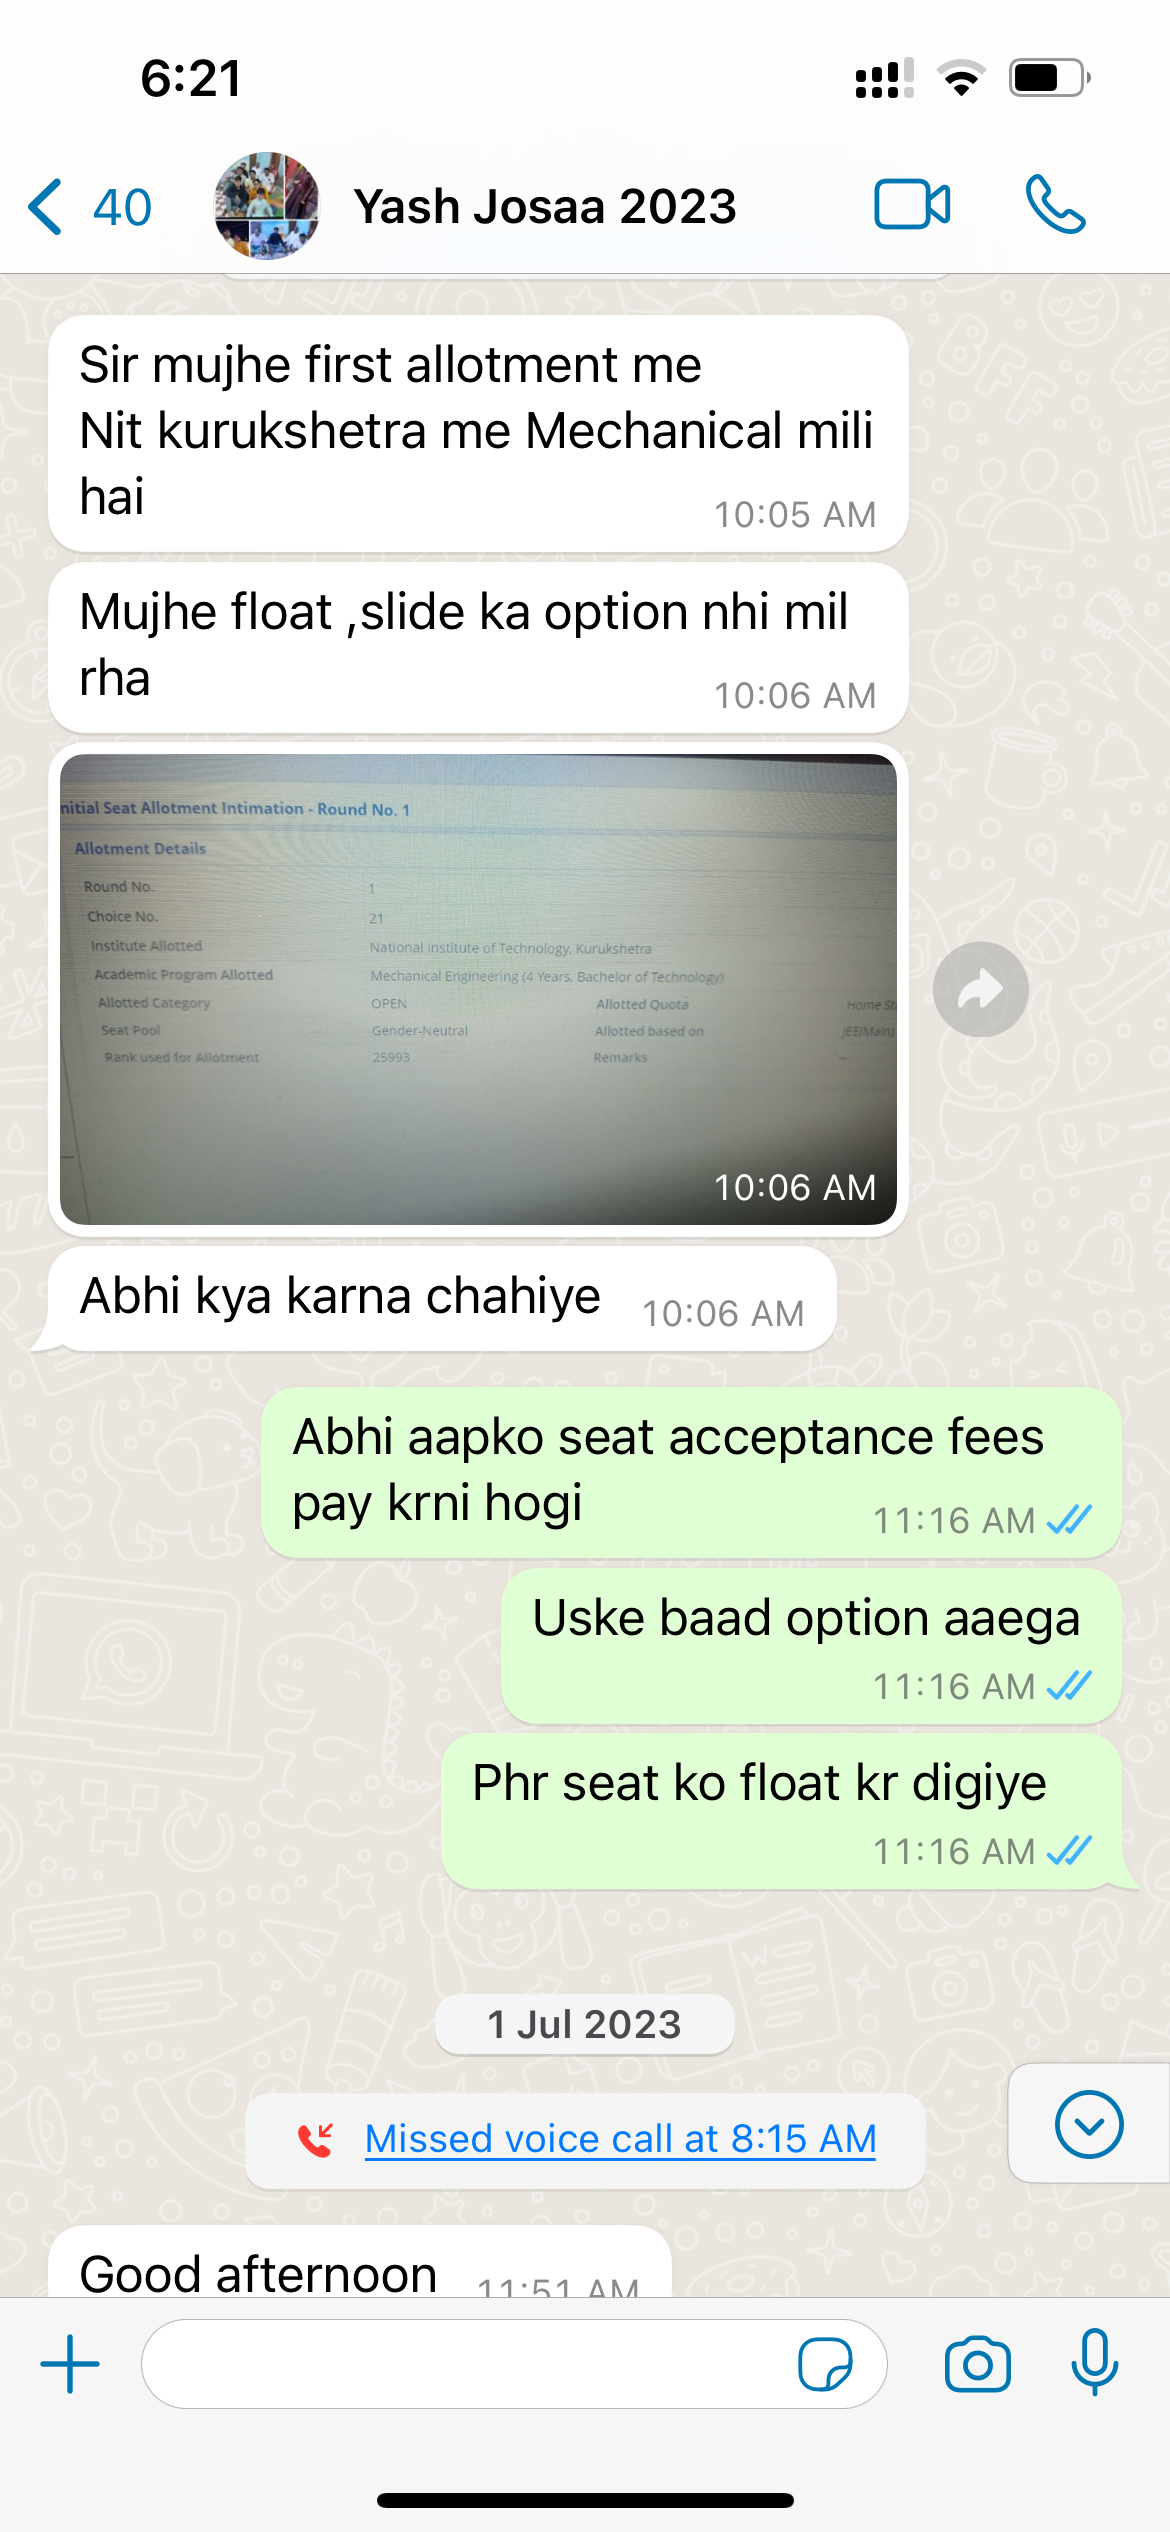 6:21
40
Yash Josaa 2023
Sir mujhe first allotment me
Nit kurukshetra me Mechanical mili
hai
10:05 AM
Mujhe float ,slide ka option nhi mil
rha
10:06 AM
nitial Seat Allotment Intimation - Round No. 1
Allotment Details
Round No. 1
Choice No. 21
Institute Allotted National Institute of Technology, Kurukshetra
Academic Program Allotted Mechanical Engineering (4 Years, Bachelor of Technology)
Allotted Category OPEN Allotted Quota Home St
Seat Pool Gender-Neutral Allotted based on JEE(Main)
Rank used for Allotment 25993 Remarks --
10:06 AM
Abhi kya karna chahiye 10:06 AM
Abhi aapko seat acceptance fees
pay krni hogi
11:16 AM
Uske baad option aaega
11:16 AM
Phr seat ko float kr digiye
11:16 AM
1 Jul 2023
Missed voice call at 8:15 AM
Good afternoon 11:51 AM